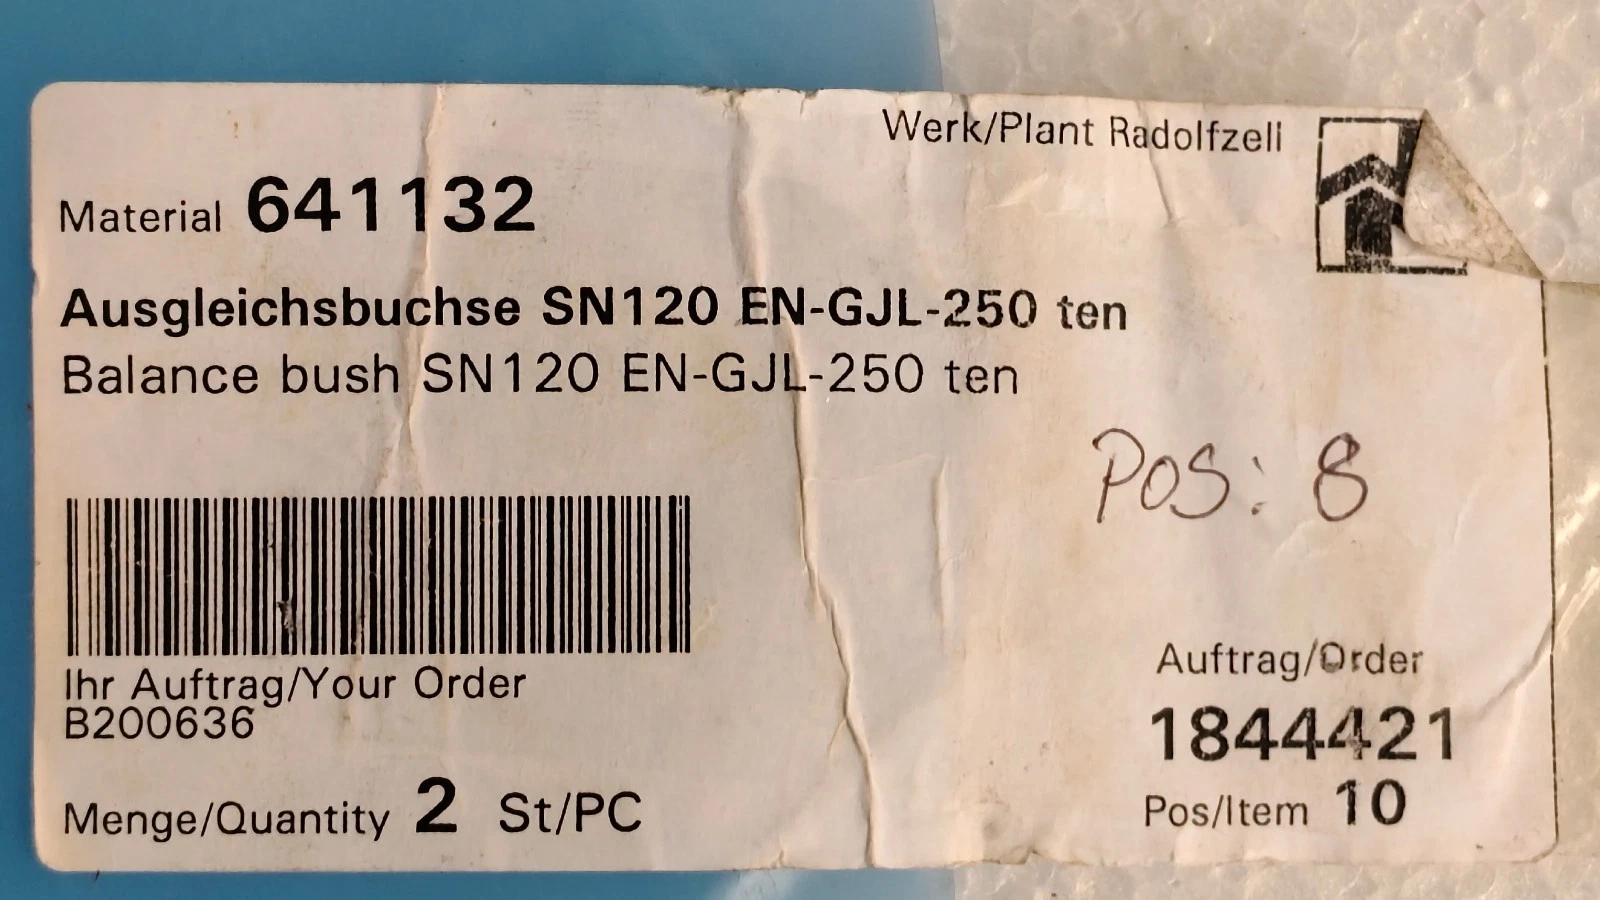 Werk/Plant Radolfzell
Material 641132
Ausgleichsbuchse SN120 EN-GJL-250 ten
Balance bush SN120 EN-GJL-250 ten
POS: 8
Ihr Auftrag/Your Order
B200636
Auftrag/Order
1844421
Menge/Quantity 2 St/PC
Pos/Item 10